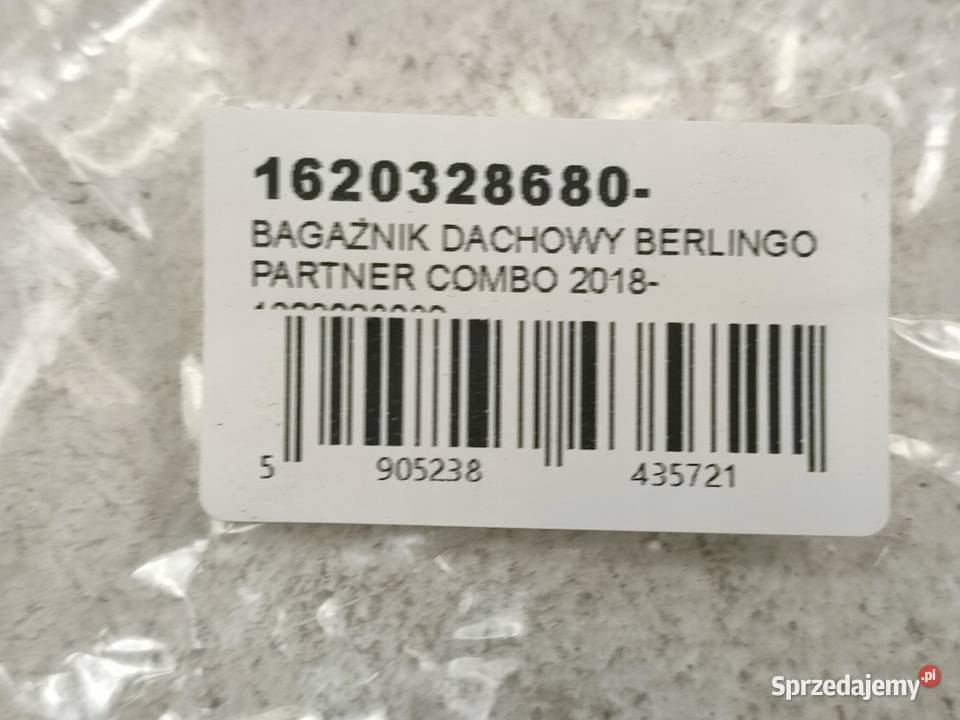 1620328680-
BAGAŻNIK DACHOWY BERLINGO
PARTNER COMBO 2018-
5 905238 435721
Sprzedajemy.pl